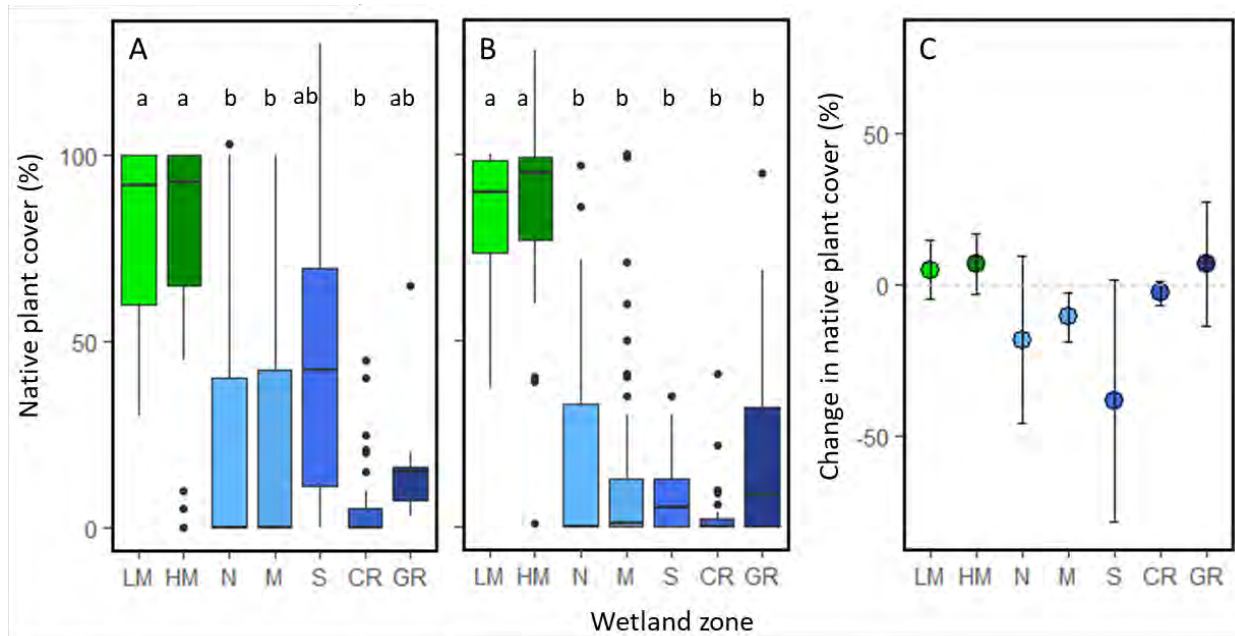 A
B
C
a a b b ab b ab
a a b b b b b
Native plant cover (%)
100
50
0
Change in native plant cover (%)
50
0
-50
LM HM N M S CR GR
LM HM N M S CR GR
LM HM N M S CR GR
Wetland zone